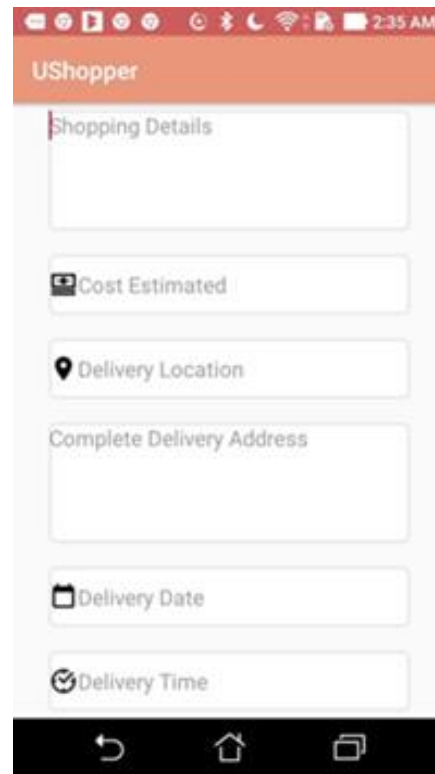 2:35 AM
UShopper
Shopping Details
Cost Estimated
Delivery Location
Complete Delivery Address
Delivery Date
Delivery Time